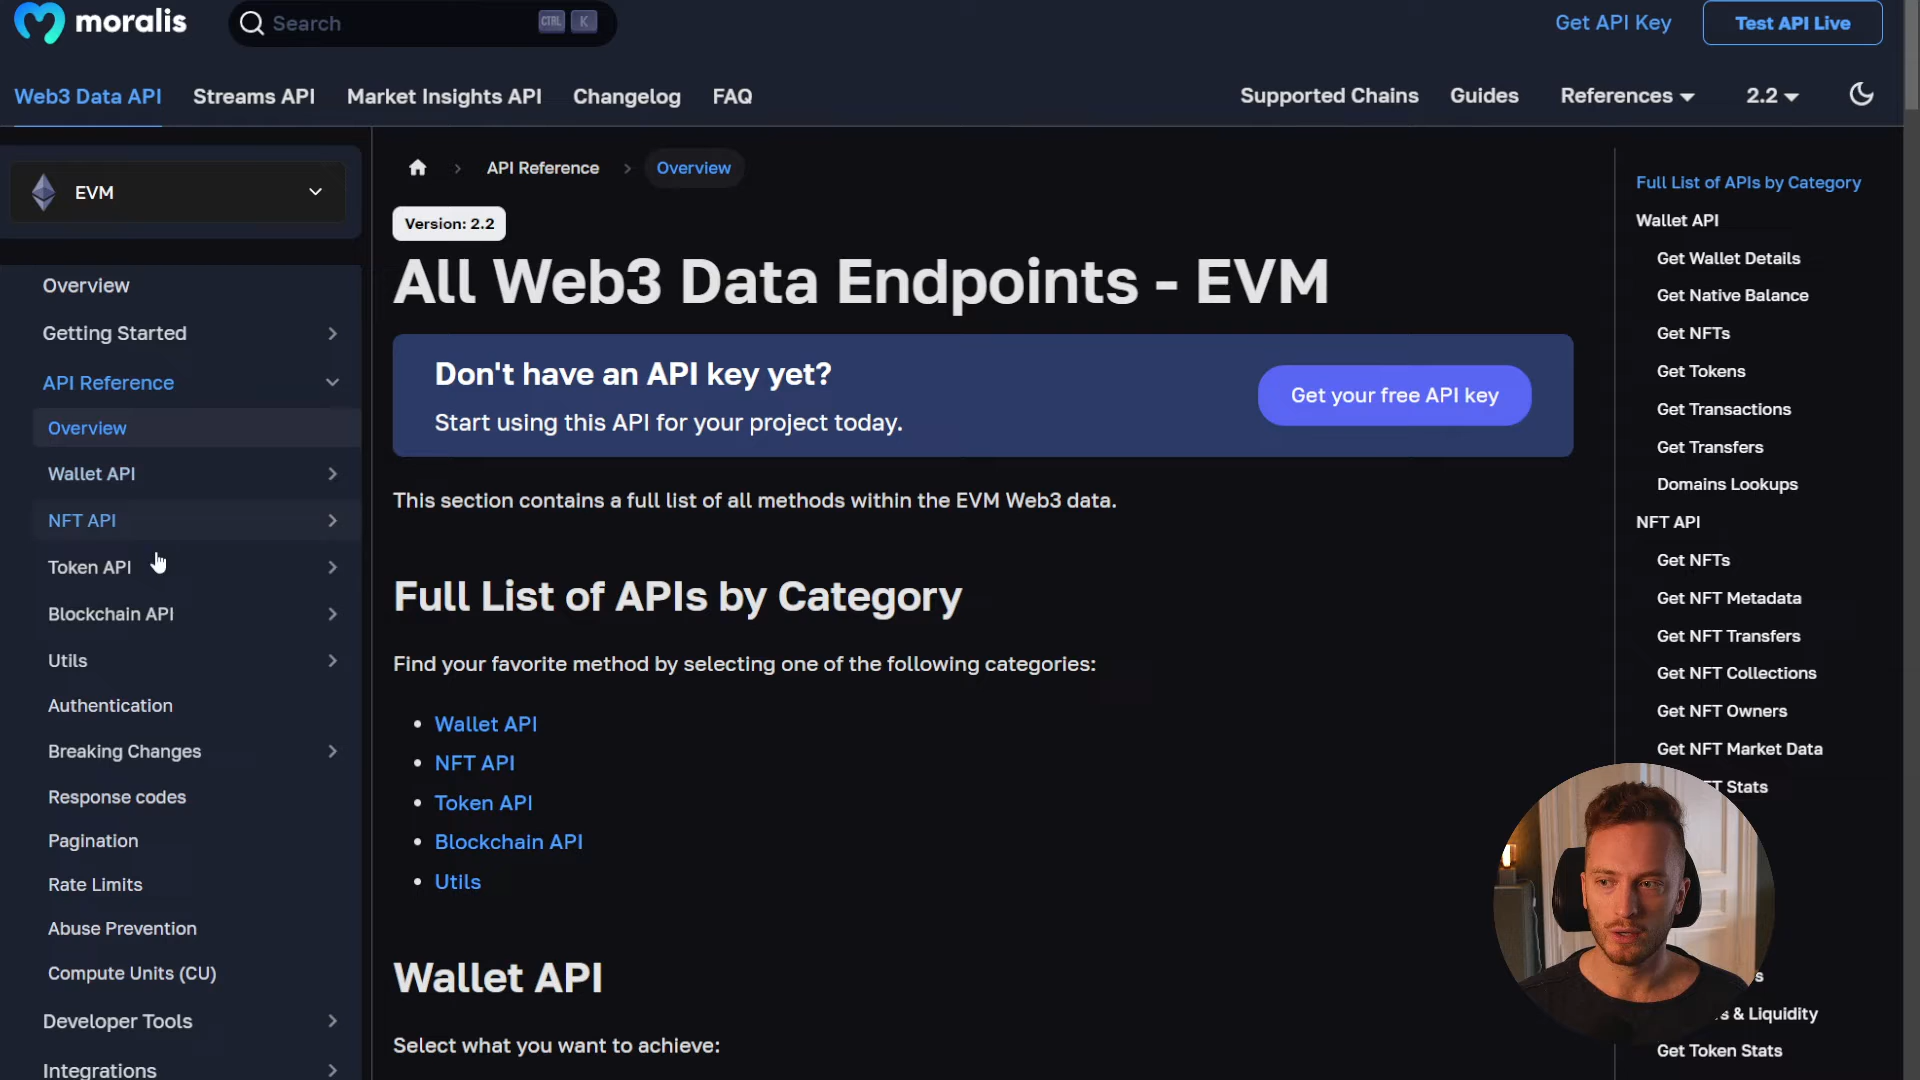 moralis
Search
CTRL K
Get API Key
Test API Live
Web3 Data API
Streams API
Market Insights API
Changelog
FAQ
Supported Chains
Guides
References
2.2
EVM
Overview
Getting Started
API Reference
Overview
Wallet API
NFT API
Token API
Blockchain API
Utils
Authentication
Breaking Changes
Response codes
Pagination
Rate Limits
Abuse Prevention
Compute Units (CU)
Developer Tools
Integrations
API Reference
Overview
Version: 2.2
All Web3 Data Endpoints - EVM
Don't have an API key yet?
Start using this API for your project today.
Get your free API key
This section contains a full list of all methods within the EVM Web3 data.
Full List of APIs by Category
Find your favorite method by selecting one of the following categories:
Wallet API
NFT API
Token API
Blockchain API
Utils
Wallet API
Select what you want to achieve:
Full List of APIs by Category
Wallet API
Get Wallet Details
Get Native Balance
Get NFTs
Get Tokens
Get Transactions
Get Transfers
Domains Lookups
NFT API
Get NFTs
Get NFT Metadata
Get NFT Transfers
Get NFT Collections
Get NFT Owners
Get NFT Market Data
Stats
& Liquidity
Get Token Stats